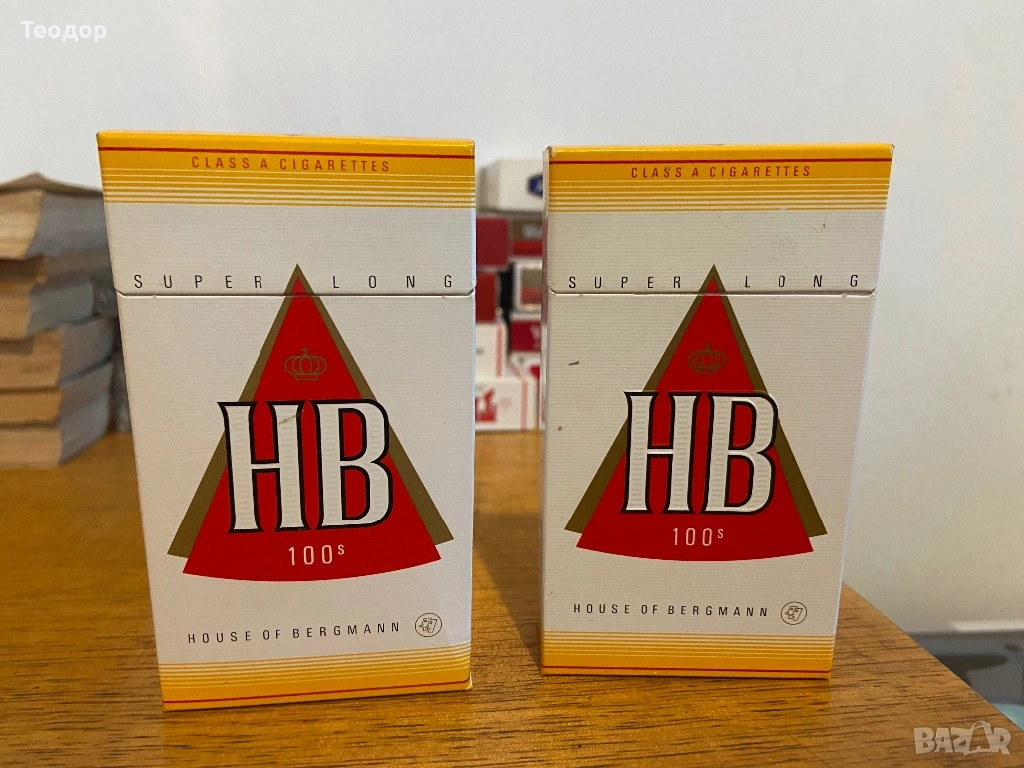 Теодор
CLASS A CIGARETTES
SUPER LONG
HB
100s
HOUSE OF BERGMANN
CLASS A CIGARETTES
SUPER LONG
HB
100s
HOUSE OF BERGMANN
BAZAR